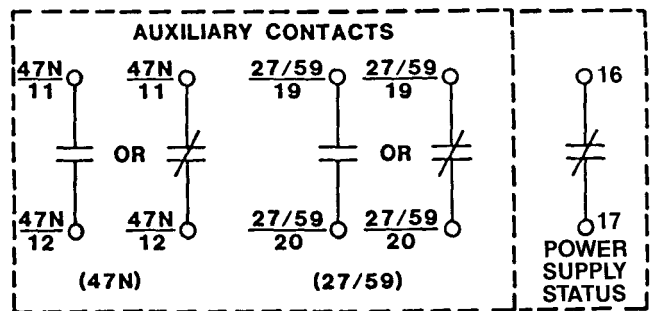 AUXILIARY CONTACTS
47N 47N 27/59 27/59 16
11 11 19 19
OR OR
47N 47N 27/59 27/59 17
12 12 20 20
(47N) (27/59)
POWER
SUPPLY
STATUS